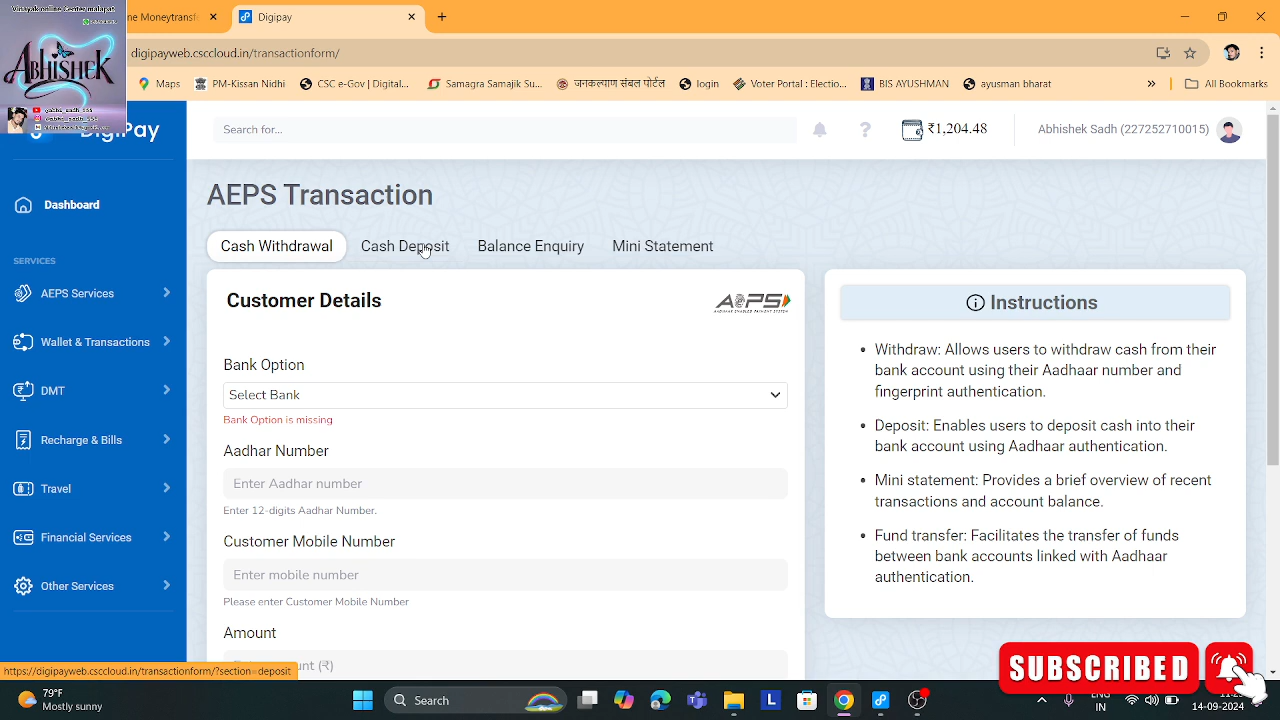 ABHISHEK
e Moneytransf
digipayweb.csccloud.in/transactionform/
Maps
PM-Kissan Nidhi
CSC e-Gov | Digital...
Samagra Samajik Su...
जनकल्याण संबल पोर्टल
login
Voter Portal : Electio...
BIS AYUSHMAN
ayusman bharat
»
All Bookmarks
DigiPay
Search for...
₹1,204.48
Abhishek Sadh (227252710015)
Dashboard
SERVICES
AEPS Services
Wallet & Transactions
DMT
Recharge & Bills
Travel
Financial Services
Other Services
AEPS Transaction
Cash Withdrawal
Cash Deposit
Balance Enquiry
Mini Statement
Customer Details
AePS
AADHAAR ENABLED PAYMENT SYSTEM
Bank Option
Select Bank
Bank Option is missing
Aadhar Number
Enter Aadhar number
Enter 12-digits Aadhar Number.
Customer Mobile Number
Enter mobile number
Please enter Customer Mobile Number
Amount
unt (₹)
Instructions
• Withdraw: Allows users to withdraw cash from their
bank account using their Aadhaar number and
fingerprint authentication.
• Deposit: Enables users to deposit cash into their
bank account using Aadhaar authentication.
• Mini statement: Provides a brief overview of recent
transactions and account balance.
• Fund transfer: Facilitates the transfer of funds
between bank accounts linked with Aadhaar
authentication.
SUBSCRIBED
https://digipayweb.csccloud.in/transactionform/?section=deposit
79°F
Mostly sunny
Search
ENG
IN
14-09-2024